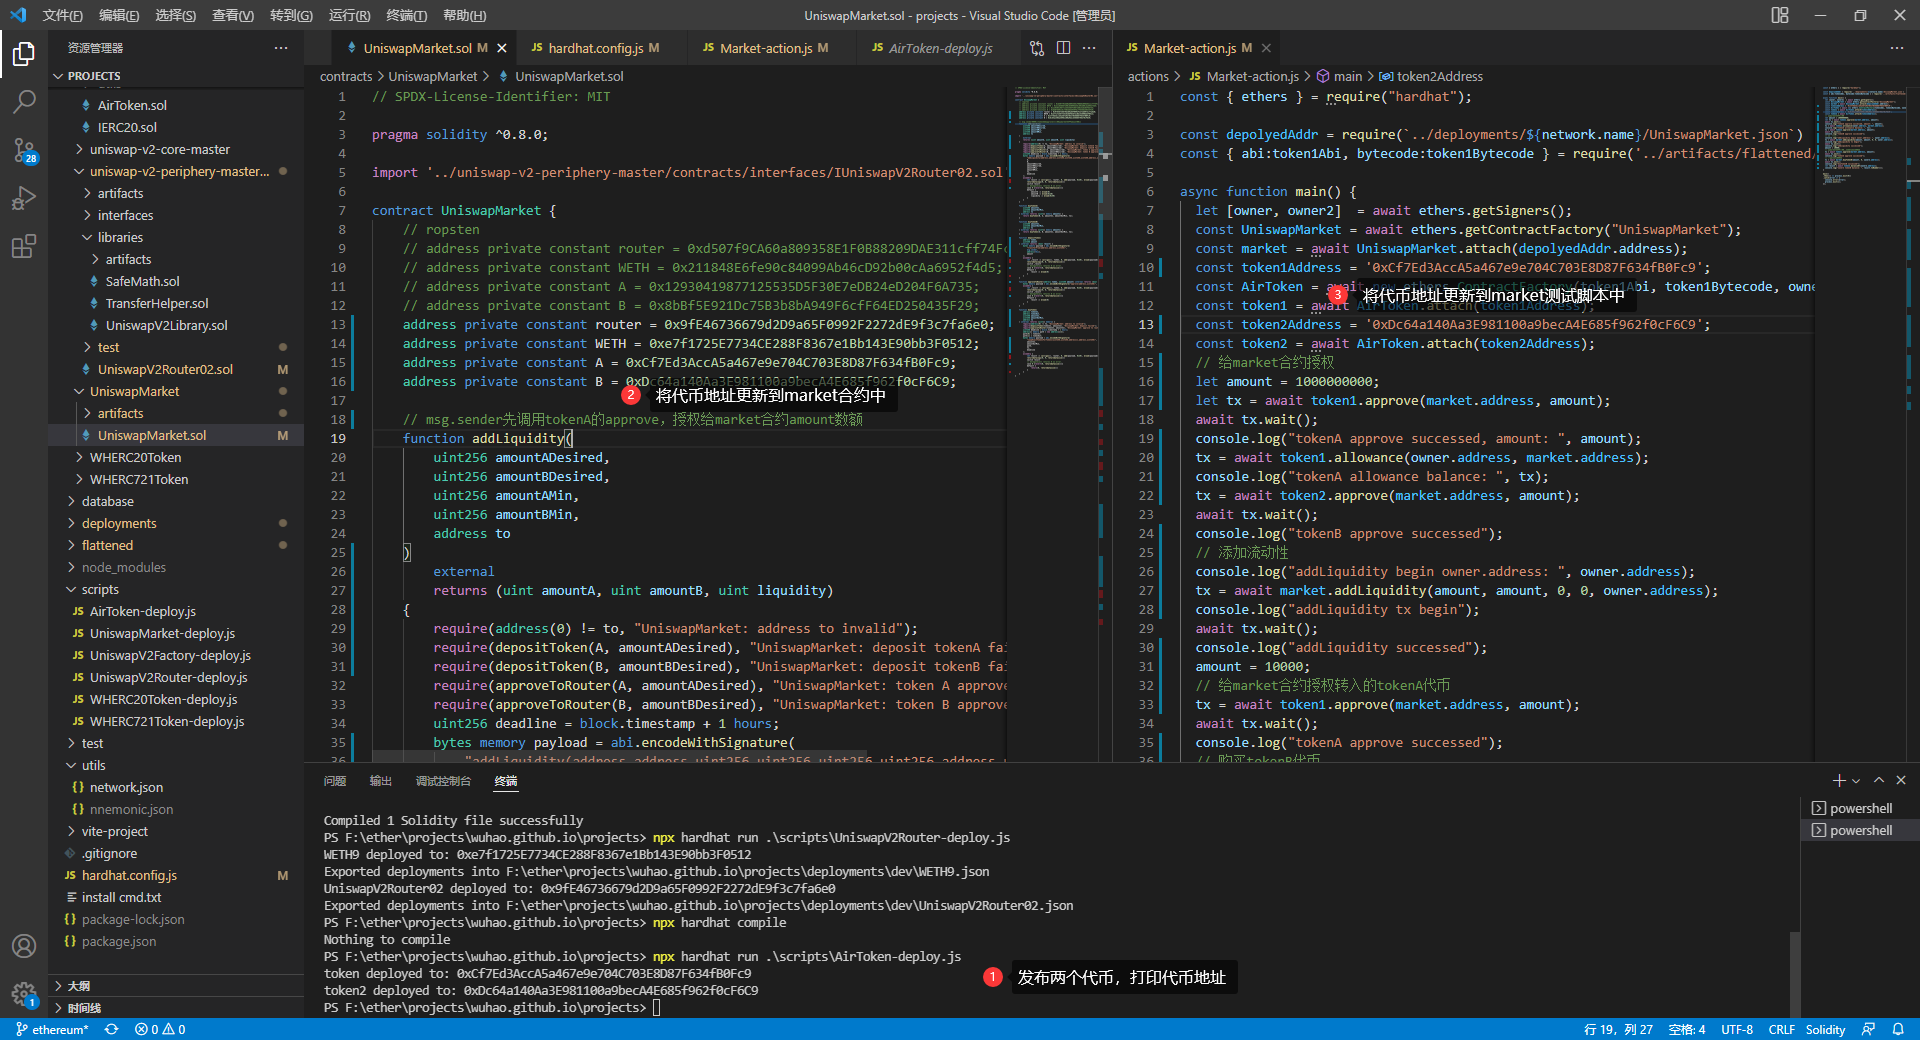 文件(F) 编辑(E) 选择(S) 查看(V) 转到(G) 运行(R) 终端(T) 帮助(H)
UniswapMarket.sol - projects - Visual Studio Code [管理员]
资源管理器
PROJECTS
AirToken.sol
IERC20.sol
uniswap-v2-core-master
uniswap-v2-periphery-master...
artifacts
interfaces
libraries
artifacts
SafeMath.sol
TransferHelper.sol
UniswapV2Library.sol
test
UniswapV2Router02.sol M
UniswapMarket
artifacts
UniswapMarket.sol M
WHERC20Token
WHERC721Token
database
deployments
flattened
node_modules
scripts
JS AirToken-deploy.js
JS UniswapMarket-deploy.js
JS UniswapV2Factory-deploy.js
JS UniswapV2Router-deploy.js
JS WHERC20Token-deploy.js
JS WHERC721Token-deploy.js
test
utils
{} network.json
{} nnemonic.json
vite-project
.gitignore
JS hardhat.config.js M
install cmd.txt
{} package-lock.json
{} package.json
大纲
时间线
28
1
UniswapMarket.sol M
JS hardhat.config.js M
JS Market-action.js M
JS AirToken-deploy.js
contracts > UniswapMarket > UniswapMarket.sol
1 // SPDX-License-Identifier: MIT
2
3 pragma solidity ^0.8.0;
4
5 import '../uniswap-v2-periphery-master/contracts/interfaces/IUniswapV2Router02.sol'
6
7 contract UniswapMarket {
8 // ropsten
9 // address private constant router = 0xd507f9CA60a809358E1F0B88209DAE311cff74F
10 // address private constant WETH = 0x211848E6fe90c84099Ab46cD92b00cAa6952f4d5;
11 // address private constant A = 0x12930419877125535D5F30E7eDB24eD204F6A735;
12 // address private constant B = 0x8bBf5E921Dc75B3b8bA949F6cfF64ED250435F29;
13 address private constant router = 0x9fE46736679d2D9a65F0992F2272dE9f3c7fa6e0;
14 address private constant WETH = 0xe7f1725E7734CE288F8367e1Bb143E90bb3F0512;
15 address private constant A = 0xCf7Ed3AccA5a467e9e704C703E8D87F634fB0Fc9;
16 address private constant B = 0xDc64a140Aa3E981100a9becA4E685f962f0cF6C9;
2 将代币地址更新到market合约中
17
18 // msg.sender先调用tokenA的approve，授权给market合约amount数额
19 function addLiquidity(
20 uint256 amountADesired,
21 uint256 amountBDesired,
22 uint256 amountAMin,
23 uint256 amountBMin,
24 address to
25 )
26 external
27 returns (uint amountA, uint amountB, uint liquidity)
28 {
29 require(address(0) != to, "UniswapMarket: address to invalid");
30 require(depositToken(A, amountADesired), "UniswapMarket: deposit tokenA fai
31 require(depositToken(B, amountBDesired), "UniswapMarket: deposit tokenB fai
32 require(approveToRouter(A, amountADesired), "UniswapMarket: token A approve
33 require(approveToRouter(B, amountBDesired), "UniswapMarket: token B approve
34 uint256 deadline = block.timestamp + 1 hours;
35 bytes memory payload = abi.encodeWithSignature(
36 "addLiquidity(address,address,uint256,uint256,uint256,uint256,address,u
JS Market-action.js M
actions > JS Market-action.js > main > token2Address
1 const { ethers } = require("hardhat");
2
3 const depolyedAddr = require(`../deployments/${network.name}/UniswapMarket.json`)
4 const { abi:token1Abi, bytecode:token1Bytecode } = require('../artifacts/flattened/
5
6 async function main() {
7 let [owner, owner2] = await ethers.getSigners();
8 const UniswapMarket = await ethers.getContractFactory("UniswapMarket");
9 const market = await UniswapMarket.attach(depolyedAddr.address);
10 const token1Address = '0xCf7Ed3AccA5a467e9e704C703E8D87F634fB0Fc9';
11 const AirToken = await new ethers.ContractFactory(token1Abi, token1Bytecode, owne
3 将代币地址更新到market测试脚本中
12 const token1 = await AirToken.attach(token1Address);
13 const token2Address = '0xDc64a140Aa3E981100a9becA4E685f962f0cF6C9';
14 const token2 = await AirToken.attach(token2Address);
15 // 给market合约授权
16 let amount = 1000000000;
17 let tx = await token1.approve(market.address, amount);
18 await tx.wait();
19 console.log("tokenA approve successed, amount: ", amount);
20 tx = await token1.allowance(owner.address, market.address);
21 console.log("tokenA allowance balance: ", tx);
22 tx = await token2.approve(market.address, amount);
23 await tx.wait();
24 console.log("tokenB approve successed");
25 // 添加流动性
26 console.log("addLiquidity begin owner.address: ", owner.address);
27 tx = await market.addLiquidity(amount, amount, 0, 0, owner.address);
28 console.log("addLiquidity tx begin");
29 await tx.wait();
30 console.log("addLiquidity successed");
31 amount = 10000;
32 // 给market合约授权转入的tokenA代币
33 tx = await token1.approve(market.address, amount);
34 await tx.wait();
35 console.log("tokenA approve successed");
36 // 购买tokenB代币
问题 输出 调试控制台 终端
Compiled 1 Solidity file successfully
PS F:\ether\projects\wuhao.github.io\projects> npx hardhat run .\scripts\UniswapV2Router-deploy.js
WETH9 deployed to: 0xe7f1725E7734CE288F8367e1Bb143E90bb3F0512
Exported deployments into F:\ether\projects\wuhao.github.io\projects\deployments\dev\WETH9.json
UniswapV2Router02 deployed to: 0x9fE46736679d2D9a65F0992F2272dE9f3c7fa6e0
Exported deployments into F:\ether\projects\wuhao.github.io\projects\deployments\dev\UniswapV2Router02.json
PS F:\ether\projects\wuhao.github.io\projects> npx hardhat compile
Nothing to compile
PS F:\ether\projects\wuhao.github.io\projects> npx hardhat run .\scripts\AirToken-deploy.js
token deployed to: 0xCf7Ed3AccA5a467e9e704C703E8D87F634fB0Fc9
token2 deployed to: 0xDc64a140Aa3E981100a9becA4E685f962f0cF6C9
PS F:\ether\projects\wuhao.github.io\projects>
1 发布两个代币，打印代币地址
powershell
powershell
ethereum* 0 0
行 19，列 27 空格: 4 UTF-8 CRLF Solidity